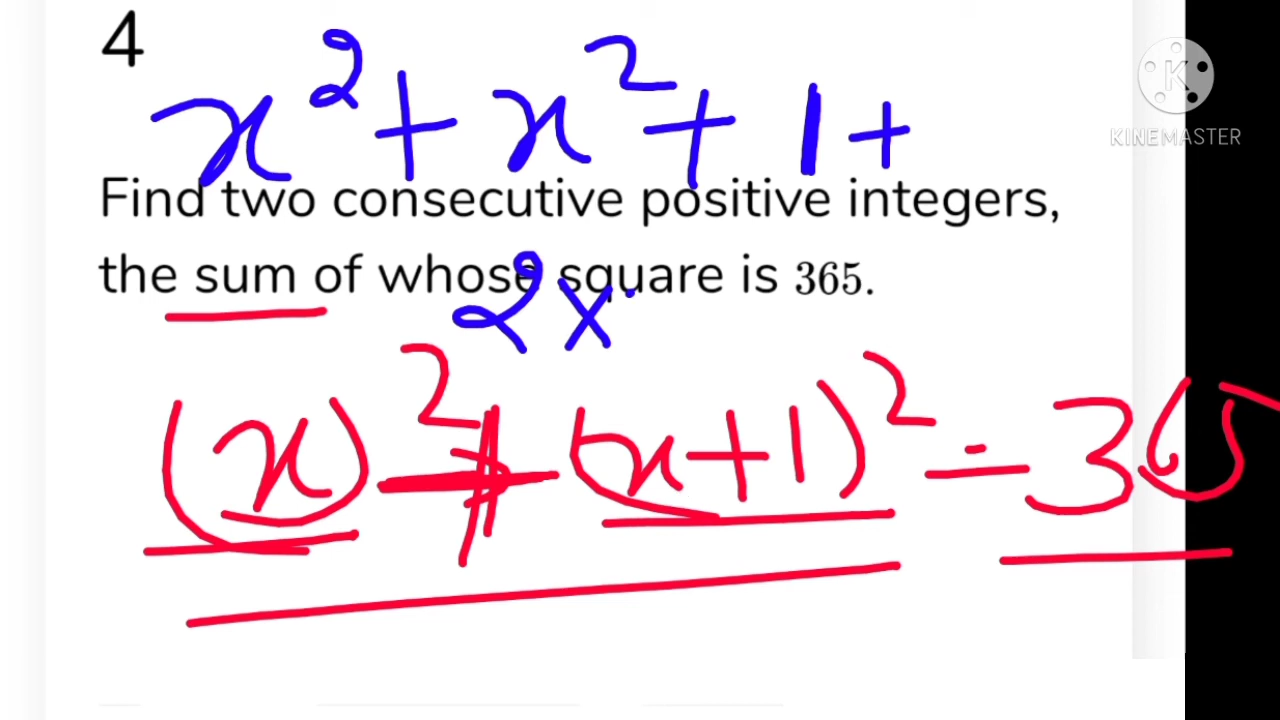 4
x² + x² + 1 +
Find two consecutive positive integers,
the sum of whose square is 365.
2x
(x)² + (x+1)² = 365
K
KINEMASTER